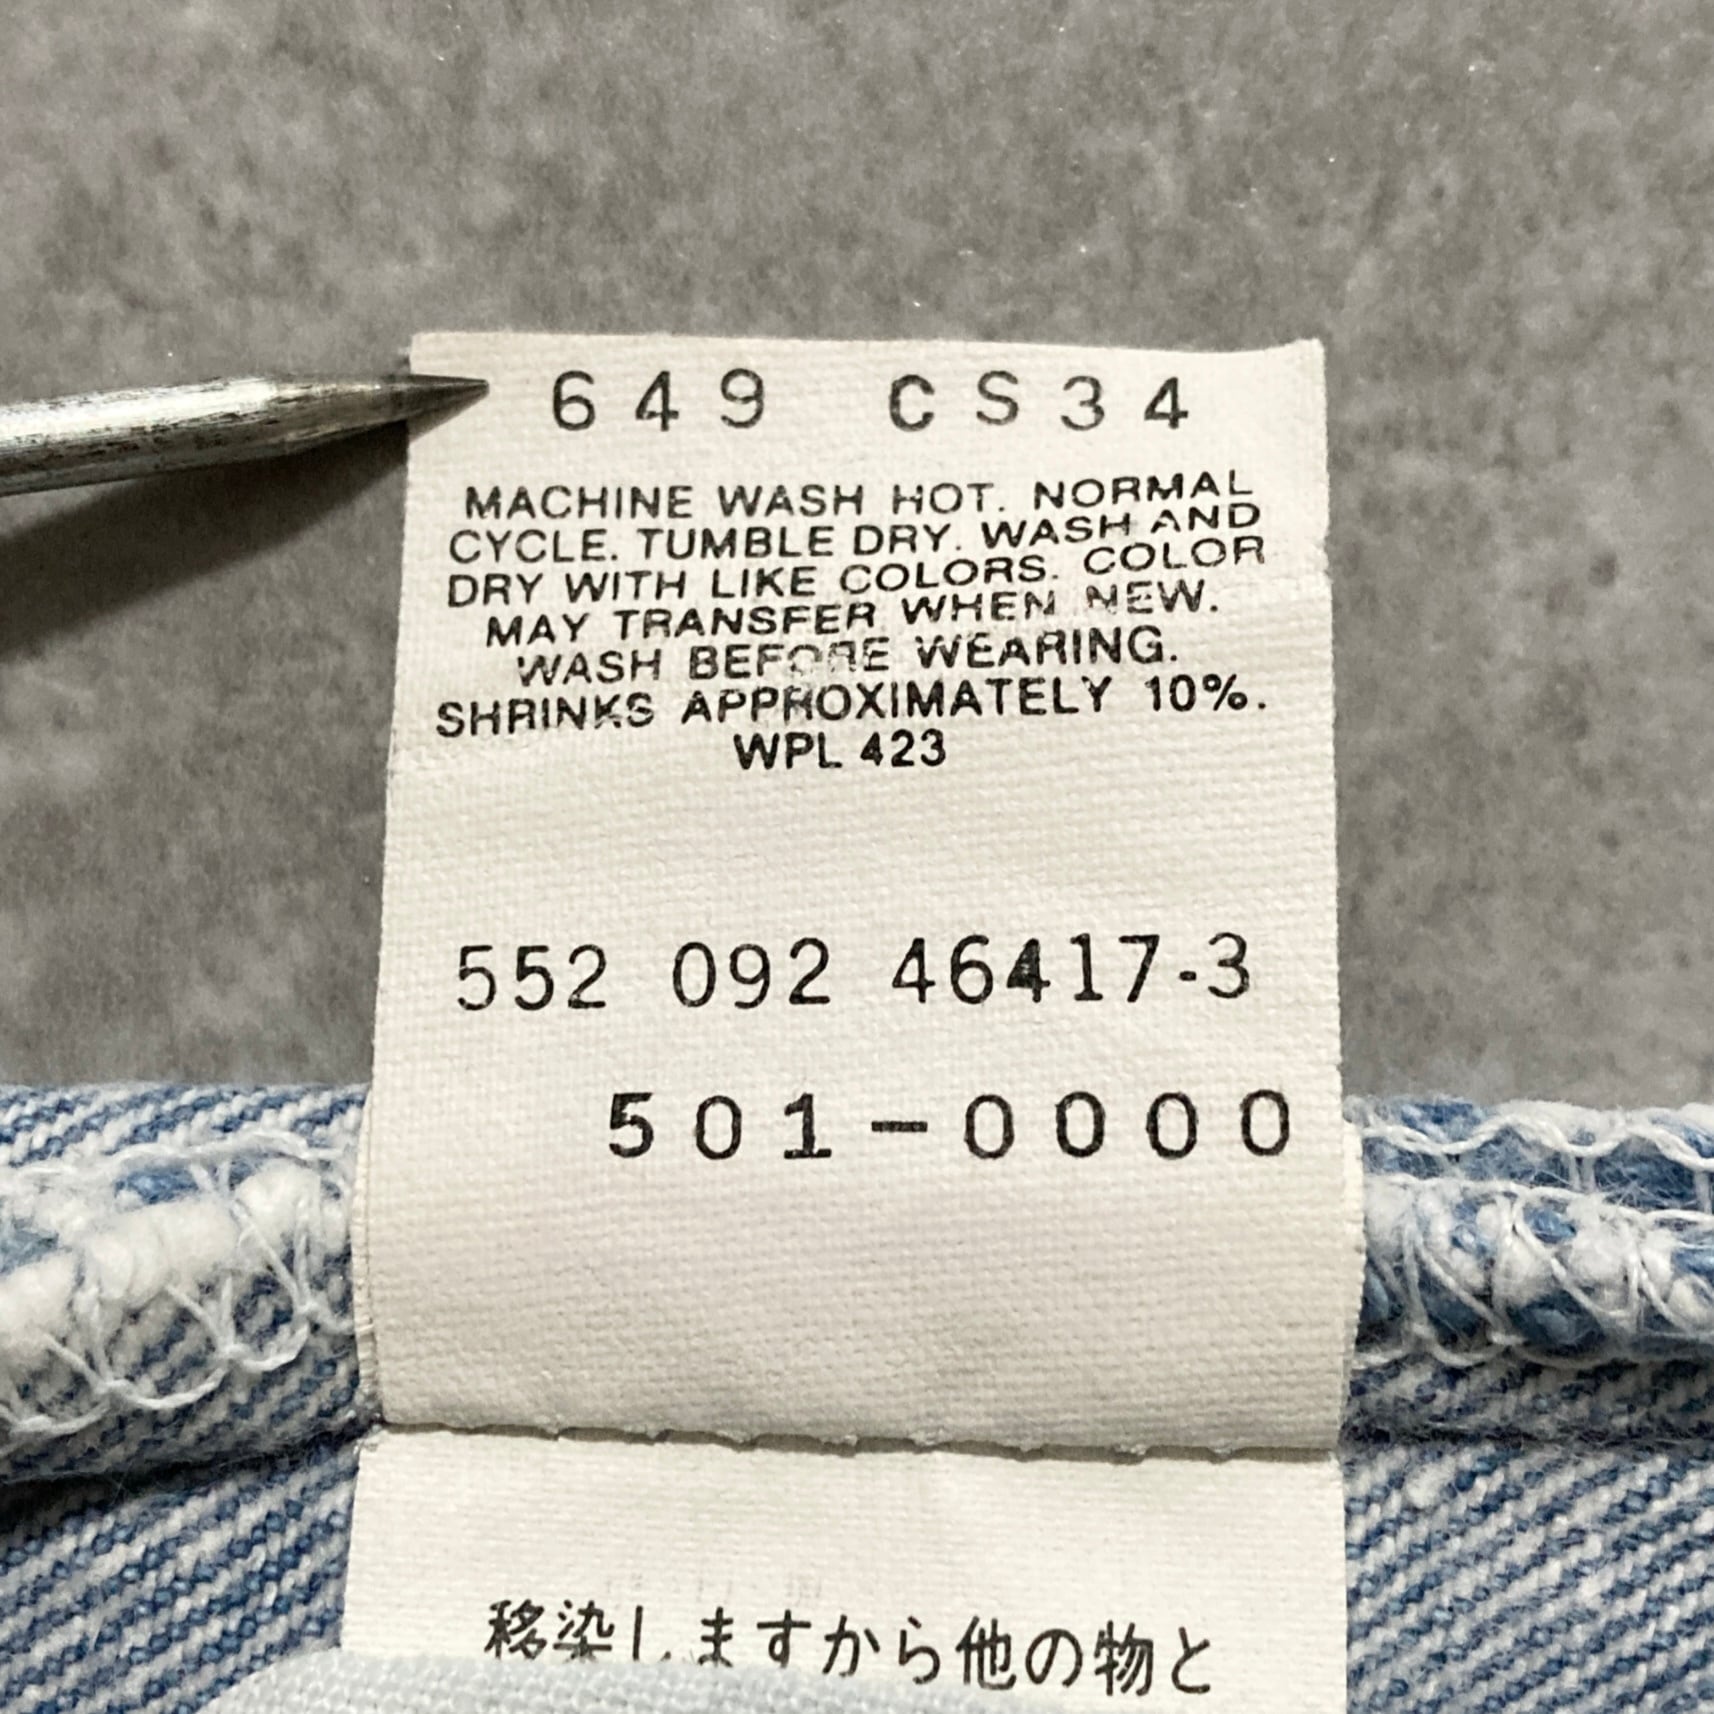 649 CS34
MACHINE WASH HOT. NORMAL
CYCLE. TUMBLE DRY. WASH AND
DRY WITH LIKE COLORS. COLOR
MAY TRANSFER WHEN NEW.
WASH BEFORE WEARING.
SHRINKS APPROXIMATELY 10%.
WPL 423
552 092 46417-3
501-0000
移染しますから他の物と